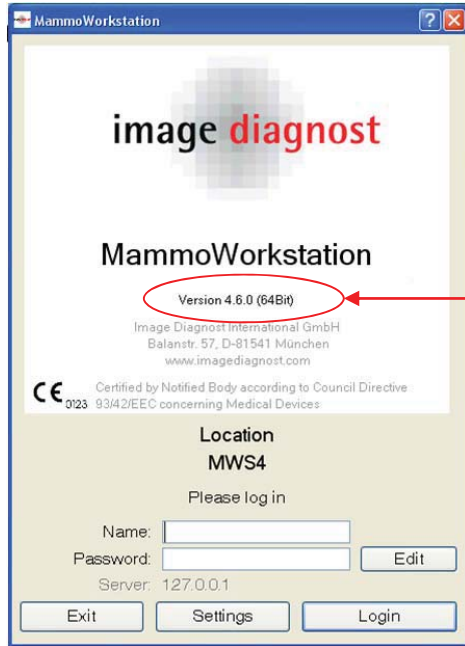 MammoWorkstation
image diagnost
MammoWorkstation
Version 4.6.0 (64Bit)
Image Diagnost International GmbH
Balanstr. 57, D-81541 München
www.imagediagnost.com
CE 0123
Certified by Notified Body according to Council Directive
93/42/EEC concerning Medical Devices
Location
MWS4
Please log in
Name:
Password:
Edit
Server: 127.0.0.1
Exit
Settings
Login